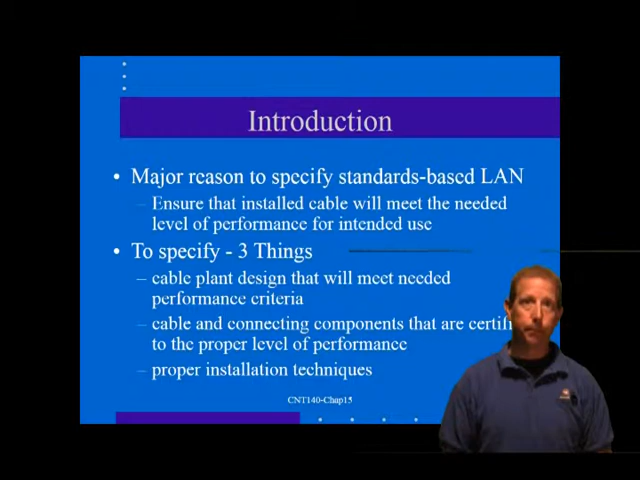 Introduction
• Major reason to specify standards-based LAN
– Ensure that installed cable will meet the needed
level of performance for intended use
• To specify - 3 Things
– cable plant design that will meet needed
performance criteria
– cable and connecting components that are certifi
to the proper level of performance
– proper installation techniques
CNT140-Chap15